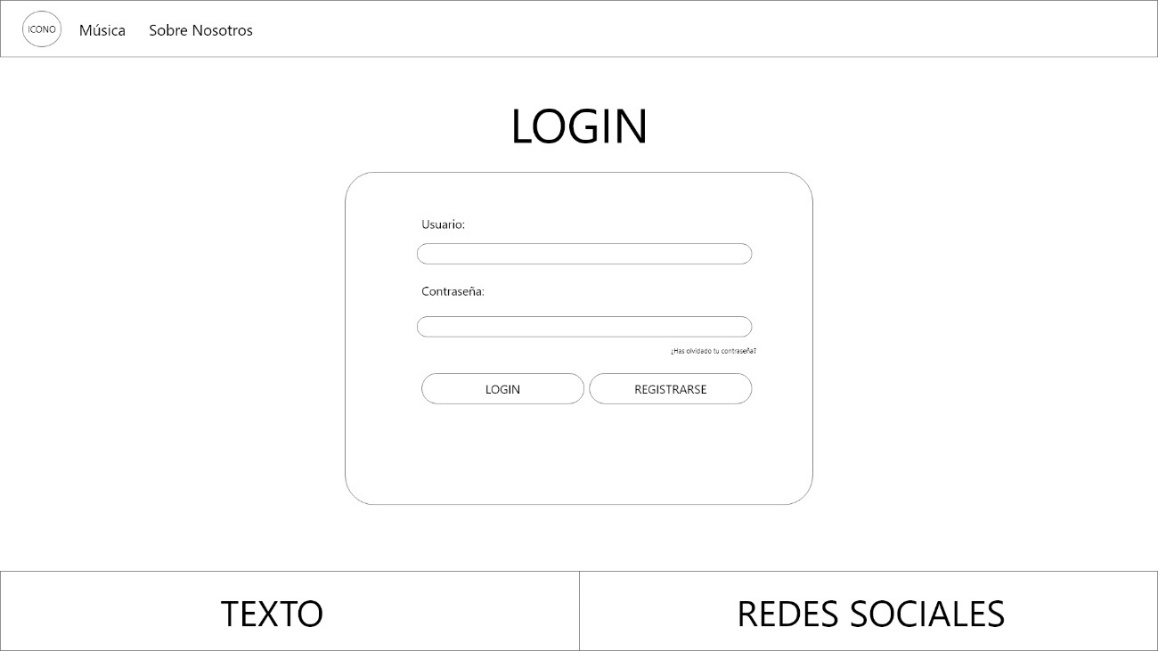 ICONO Música Sobre Nosotros
LOGIN
Usuario:
Contraseña:
¿Has olvidado tu contraseña?
LOGIN REGISTRARSE
TEXTO REDES SOCIALES